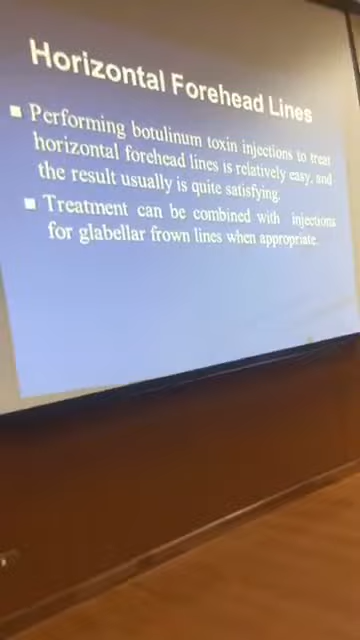 Horizontal Forehead Lines
■ Performing botulinum toxin injections to treat
horizontal forehead lines is relatively easy, and
the result usually is quite satisfying.
■ Treatment can be combined with injections
for glabellar frown lines when appropriate.